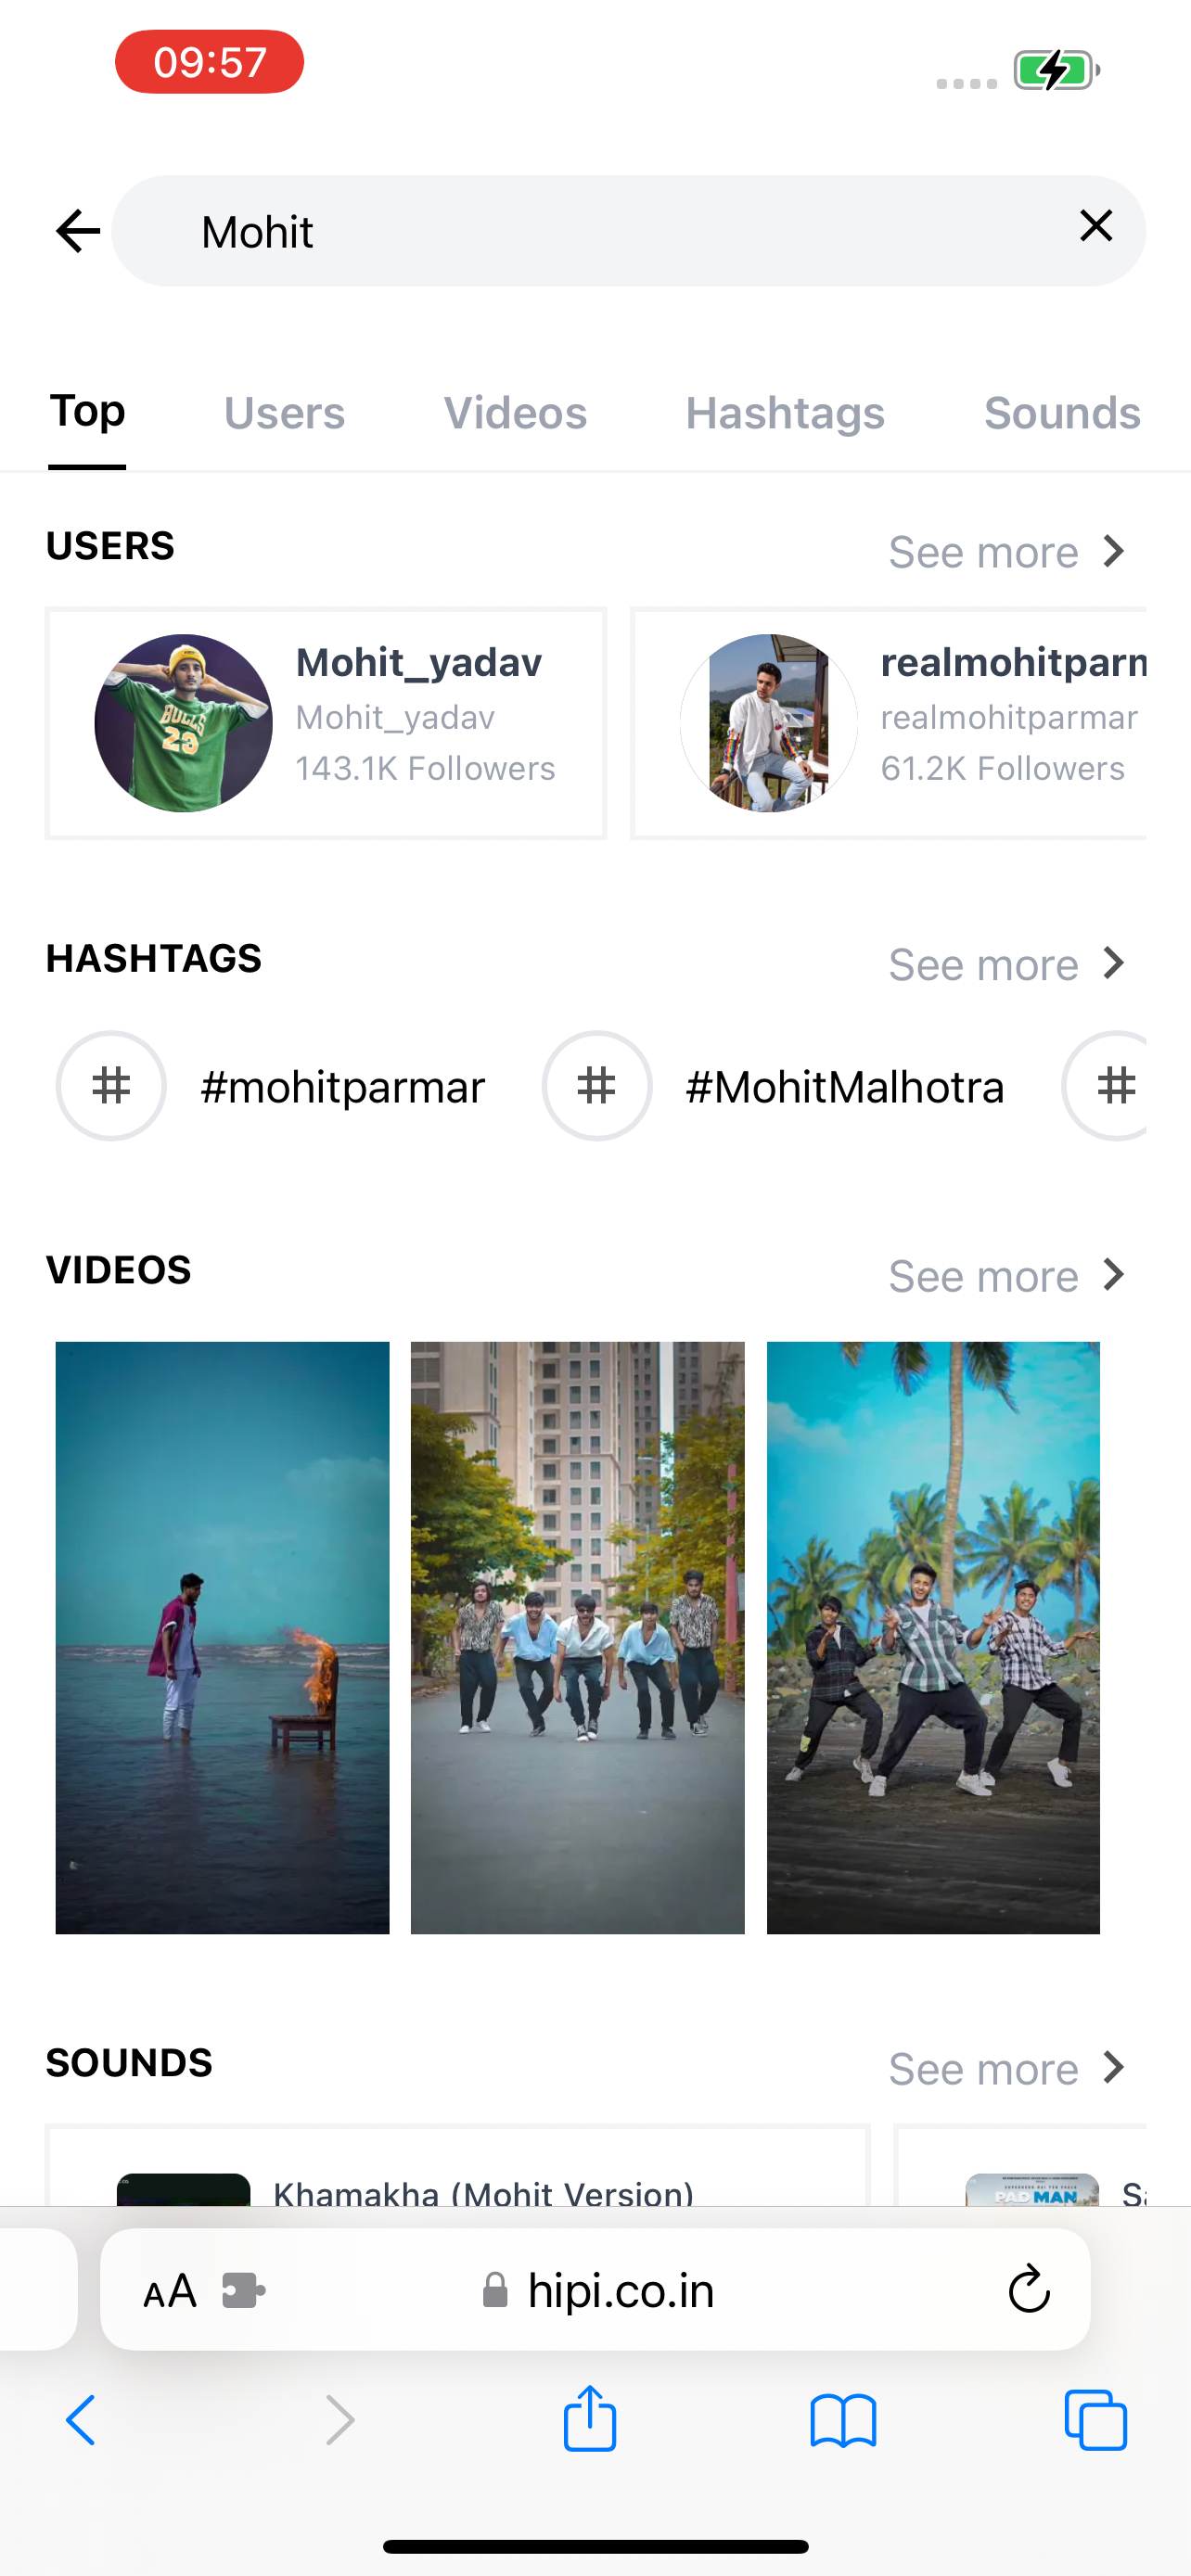 09:57
Mohit
Top Users Videos Hashtags Sounds
USERS
See more
Mohit_yadav
Mohit_yadav
143.1K Followers
realmohitparm
realmohitparmar
61.2K Followers
HASHTAGS
See more
# #mohitparmar # #MohitMalhotra #
VIDEOS
See more
SOUNDS
See more
Khamakha (Mohit Version)
PADMAN
AA hipi.co.in